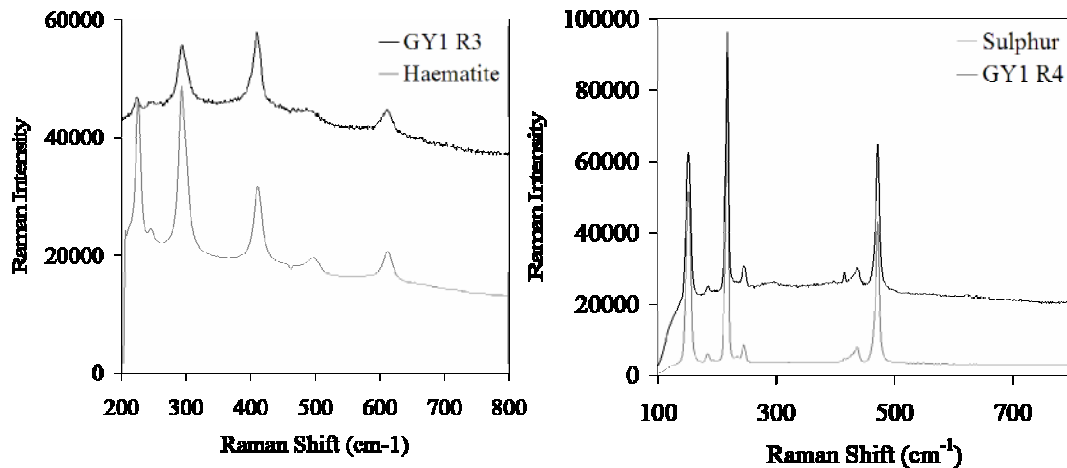 60000
40000
20000
0
Raman Intensity
GY1 R3
Haematite
200 300 400 500 600 700 800
Raman Shift (cm-1)
100000
80000
60000
40000
20000
0
Raman Intensity
Sulphur
GY1 R4
100 300 500 700
Raman Shift (cm⁻¹)